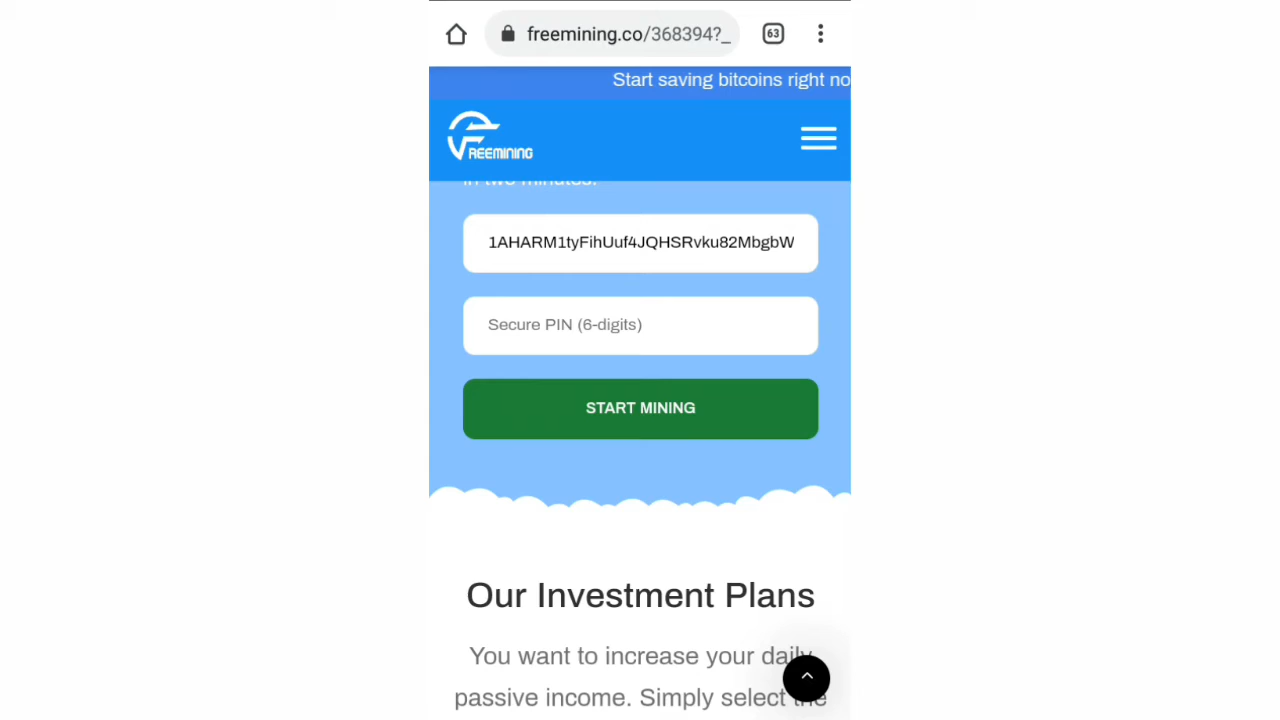 freemining.co/368394?_
63
Start saving bitcoins right no
FREEMINING
in two minutes.
1AHARM1tyFihUuf4JQHSRvku82MbgbW
Secure PIN (6-digits)
START MINING
Our Investment Plans
You want to increase your daily
passive income. Simply select the